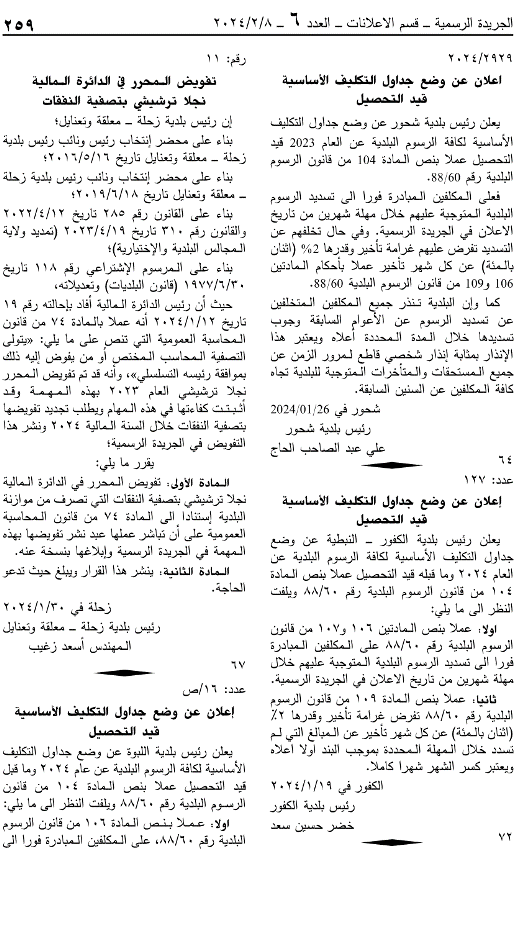 الجريدة الرسمية ــ قسم الاعلانات ــ العدد ٦ ــ ٢٠٢٤/٢/٨
٢٥٩
٢٠٢٤/٢٩٢٩
اعلان عن وضع جداول التكليف الأساسية
قيد التحصيل
يعلن رئيس بلدية شحور عن وضع جداول التكليف
الأساسية لكافة الرسوم البلدية عن العام 2023 قيد
التحصيل عملا بنص المادة 104 من قانون الرسوم
البلدية رقم 88/60.
فعلى المكلفين المبادرة فورا الى تسديد الرسوم
البلدية المتوجبة عليهم خلال مهلة شهرين من تاريخ
الاعلان في الجريدة الرسمية. وفي حال تخلفهم عن
التسديد نفرض عليهم غرامة تأخير وقدرها 2% (اثنان
بالمئة) عن كل شهر تأخير عملا بأحكام المادتين
106 و109 من قانون الرسوم البلدية رقم 88/60.
كما وإن البلدية تنذر جميع المكلفين المتخلفين
عن تسديد الرسوم عن الأعوام السابقة وجوب
تسديدها خلال المدة المحددة أعلاه ويعتبر هذا
الإنذار بمثابة إنذار شخصي قاطع لمرور الزمن عن
جميع المستحقات والمتأخرات المتوجبة للبلدية تجاه
كافة المكلفين عن السنين السابقة.
شحور في 2024/01/26
رئيس بلدية شحور
علي عبد الصاحب الحاج
٦٤
عدد: ١٢٧
إعلان عن وضع جداول التكليف الأساسية
قيد التحصيل
يعلن رئيس بلدية الكفور ــ النبطية عن وضع
جداول التكليف الأساسية لكافة الرسوم البلدية عن
العام ٢٠٢٤ وما قبله قيد التحصيل عملا بنص المادة
١٠٤ من قانون الرسوم البلدية رقم ٨٨/٦٠ ويلفت
النظر الى ما يلي:
اولا: عملا بنص المادتين ١٠٦ و١٠٧ من قانون
الرسوم البلدية رقم ٨٨/٦٠ على المكلفين المبادرة
فورا الى تسديد الرسوم البلدية المتوجبة عليهم خلال
مهلة شهرين من تاريخ الاعلان في الجريدة الرسمية.
ثانيا: عملا بنص المادة ١٠٩ من قانون الرسوم
البلدية رقم ٨٨/٦٠ تفرض غرامة تأخير وقدرها ٢٪
(اثنان بالمئة) عن كل شهر تأخير عن المبالغ التي لم
تسدد خلال المهلة المحددة بموجب البند اولا اعلاه
ويعتبر كسر الشهر شهرا كاملا.
الكفور في ٢٠٢٤/١/١٩
رئيس بلدية الكفور
خضر حسين سعد
٧٢
رقم: ١١
تفويض المحرر في الدائرة المالية
نجلا ترشيشي بتصفية النفقات
إن رئيس بلدية زحلة ــ معلقة وتعنايل؛
بناء على محضر إنتخاب رئيس ونائب رئيس بلدية
زحلة ــ معلقة وتعنايل تاريخ ٢٠١٦/٥/١٦؛
بناء على محضر إنتخاب ونائب رئيس بلدية زحلة
ــ معلقة وتعنايل تاريخ ٢٠١٩/٦/١٨؛
بناء على القانون رقم ٢٨٥ تاريخ ٢٠٢٢/٤/١٢
والقانون رقم ٣١٠ تاريخ ٢٠٢٣/٤/١٩ (تمديد ولاية
المجالس البلدية والإختيارية)؛
بناء على المرسوم الإشتراعي رقم ١١٨ تاريخ
١٩٧٧/٦/٣٠ (قانون البلديات) وتعديلاته،
حيث أن رئيس الدائرة المالية أفاد بإحالته رقم ١٩
تاريخ ٢٠٢٤/١/١٢ أنه عملا بالمادة ٧٤ من قانون
المحاسبة العمومية التي تنص على ما يلي: «يتولى
التصفية المحاسب المختص أو من يفوض إليه ذلك
بموافقة رئيسه التسلسلي»، وأنه قد تم تفويض المحرر
نجلا ترشيشي العام ٢٠٢٣ بهذه المهمة وقد
أثبتت كفاءتها في هذه المهام ويطلب تجديد تفويضها
بتصفية النفقات خلال السنة المالية ٢٠٢٤ ونشر هذا
التفويض في الجريدة الرسمية؛
يقرر ما يلي:
المادة الأولى: تفويض المحرر في الدائرة المالية
نجلا ترشيشي بتصفية النفقات التي تصرف من موازنة
البلدية إستنادا الى المادة ٧٤ من قانون المحاسبة
العمومية على أن تباشر عملها عبد نشر تفويضها بهذه
المهمة في الجريدة الرسمية وإبلاغها بنسخة عنه.
المادة الثانية: ينشر هذا القرار ويبلغ حيث تدعو
الحاجة.
زحلة في ٢٠٢٤/١/٣٠
رئيس بلدية زحلة ــ معلقة وتعنايل
المهندس أسعد زغيب
٦٧
عدد: ١٦/ص
إعلان عن وضع جداول التكليف الأساسية
قيد التحصيل
يعلن رئيس بلدية اللبوة عن وضع جداول التكليف
الأساسية لكافة الرسوم البلدية عن عام ٢٠٢٤ وما قبل
قيد التحصيل عملا بنص المادة ١٠٤ من قانون
الرسوم البلدية رقم ٨٨/٦٠ ويلفت النظر الى ما يلي:
اولا: عملا بنص المادة ١٠٦ من قانون الرسوم
البلدية رقم ٨٨/٦٠، على المكلفين المبادرة فورا الى